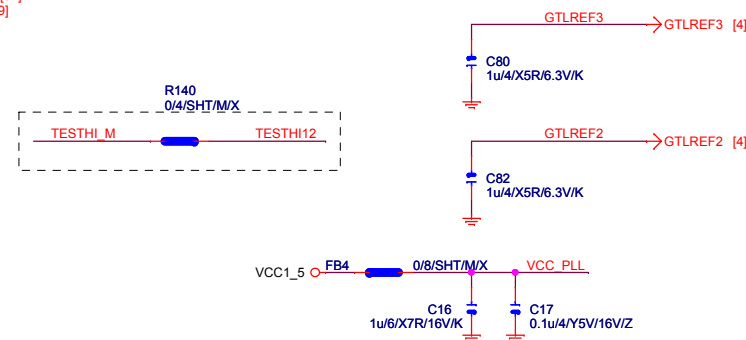 9]
GTLREF3
GTLREF3 [4]
C80
1u/4/X5R/6.3V/K
R140
0/4/SHT/M/X
TESTHI_M
TESTHI12
GTLREF2
GTLREF2 [4]
C82
1u/4/X5R/6.3V/K
VCC1_5
FB4
0/8/SHT/M/X
VCC_PLL
C16
1u/6/X7R/16V/K
C17
0.1u/4/Y5V/16V/Z